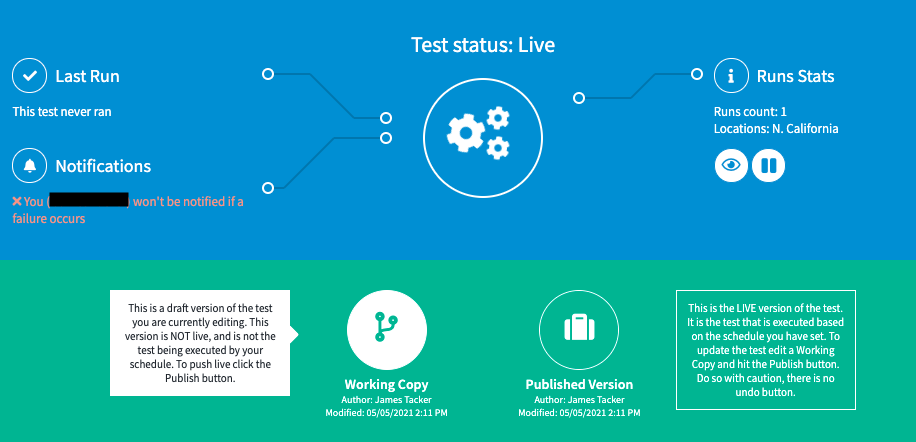 Test status: Live
Last Run
This test never ran
Notifications
You ( ) won't be notified if a
failure occurs
Runs Stats
Runs count: 1
Locations: N. California
This is a draft version of the test
you are currently editing. This
version is NOT live, and is not the
test being executed by your
schedule. To push live click the
Publish button.
Working Copy
Author: James Tacker
Modified: 05/05/2021 2:11 PM
Published Version
Author: James Tacker
Modified: 05/05/2021 2:11 PM
This is the LIVE version of the test.
It is the test that is executed based
on the schedule you have set. To
update the test edit a Working
Copy and hit the Publish button.
Do so with caution, there is no
undo button.